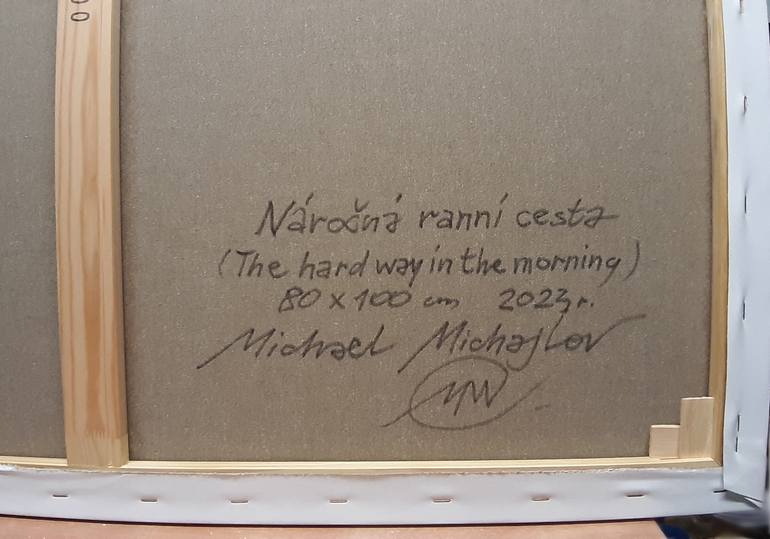 Náročná ranní cesta
(The hard way in the morning)
80 x 100 cm 2023 r.
Michael Michajlov